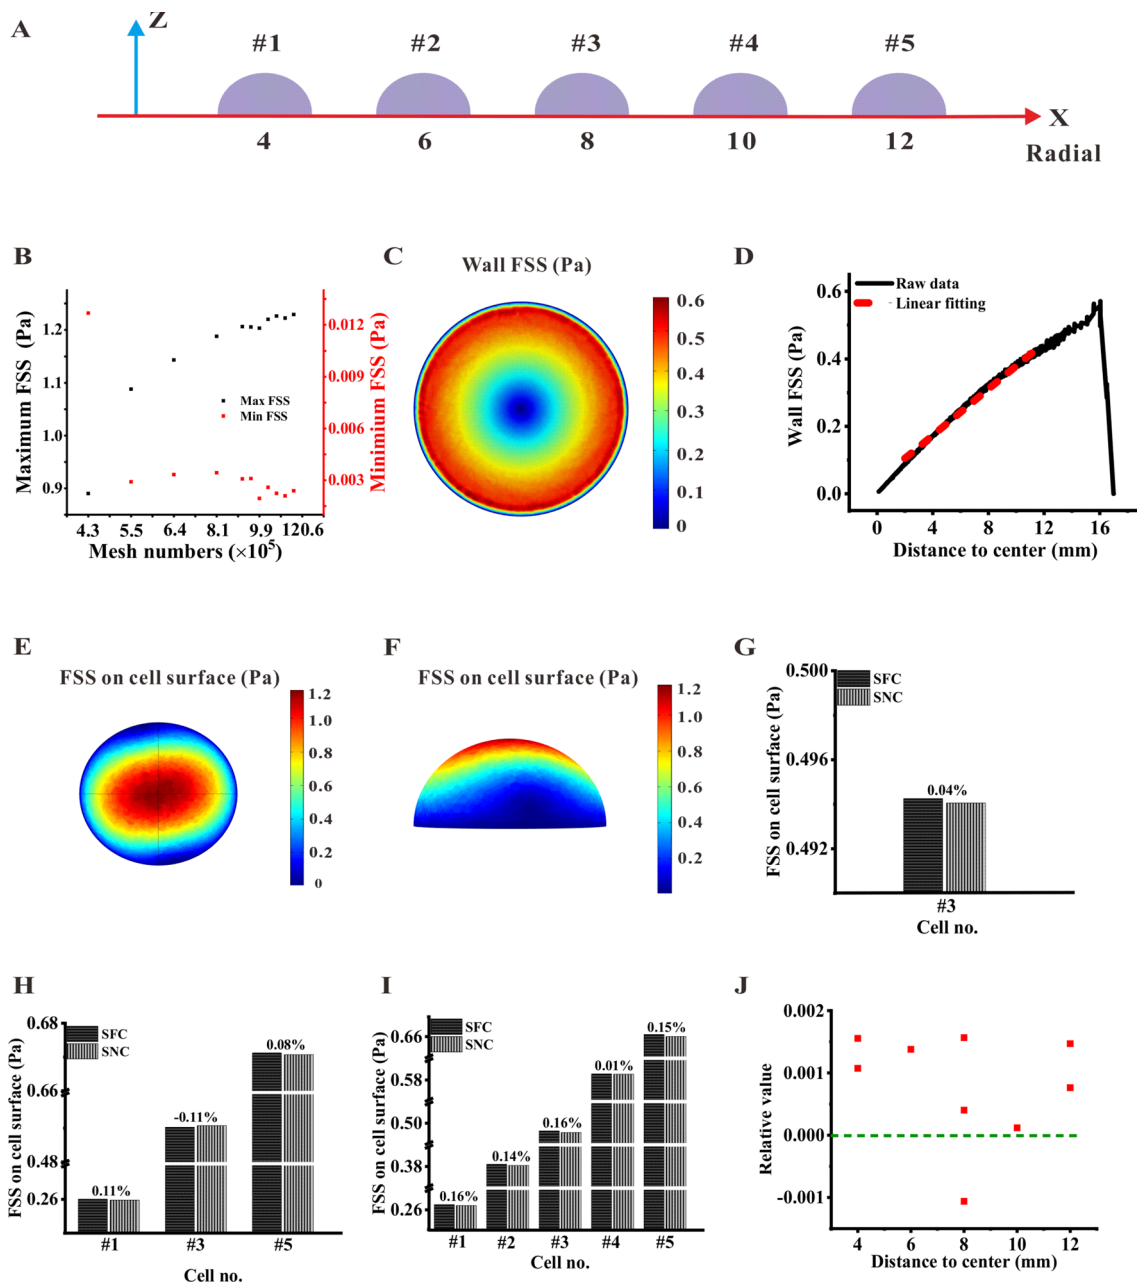 A
Z
#1 #2 #3 #4 #5
4 6 8 10 12
X
Radial
B
Maximum FSS (Pa)
1.2
1.1
1.0
0.9
Max FSS
Min FSS
0.012
0.009
0.006
0.003
Minimium FSS (Pa)
4.3 5.5 6.4 8.1 9.9 120.6
Mesh numbers (×10⁵)
C
Wall FSS (Pa)
0.6
0.5
0.4
0.3
0.2
0.1
0
D
Wall FSS (Pa)
0.6
0.4
0.2
0.0
Raw data
Linear fitting
0 4 8 12 16
Distance to center (mm)
E
FSS on cell surface (Pa)
1.2
1.0
0.8
0.6
0.4
0.2
0
F
FSS on cell surface (Pa)
1.2
1.0
0.8
0.6
0.4
0.2
G
FSS on cell surface (Pa)
0.500
0.496
0.492
SFC
SNC
0.04%
#3
Cell no.
H
FSS on cell surface (Pa)
0.68
0.66
0.48
0.26
SFC
SNC
0.11%
-0.11%
0.08%
#1 #3 #5
Cell no.
I
FSS on cell surface (Pa)
0.66
0.58
0.50
0.38
0.26
SFC
SNC
0.16%
0.14%
0.16%
0.01%
0.15%
#1 #2 #3 #4 #5
Cell no.
J
Relative value
0.002
0.001
0.000
-0.001
4 6 8 10 12
Distance to center (mm)